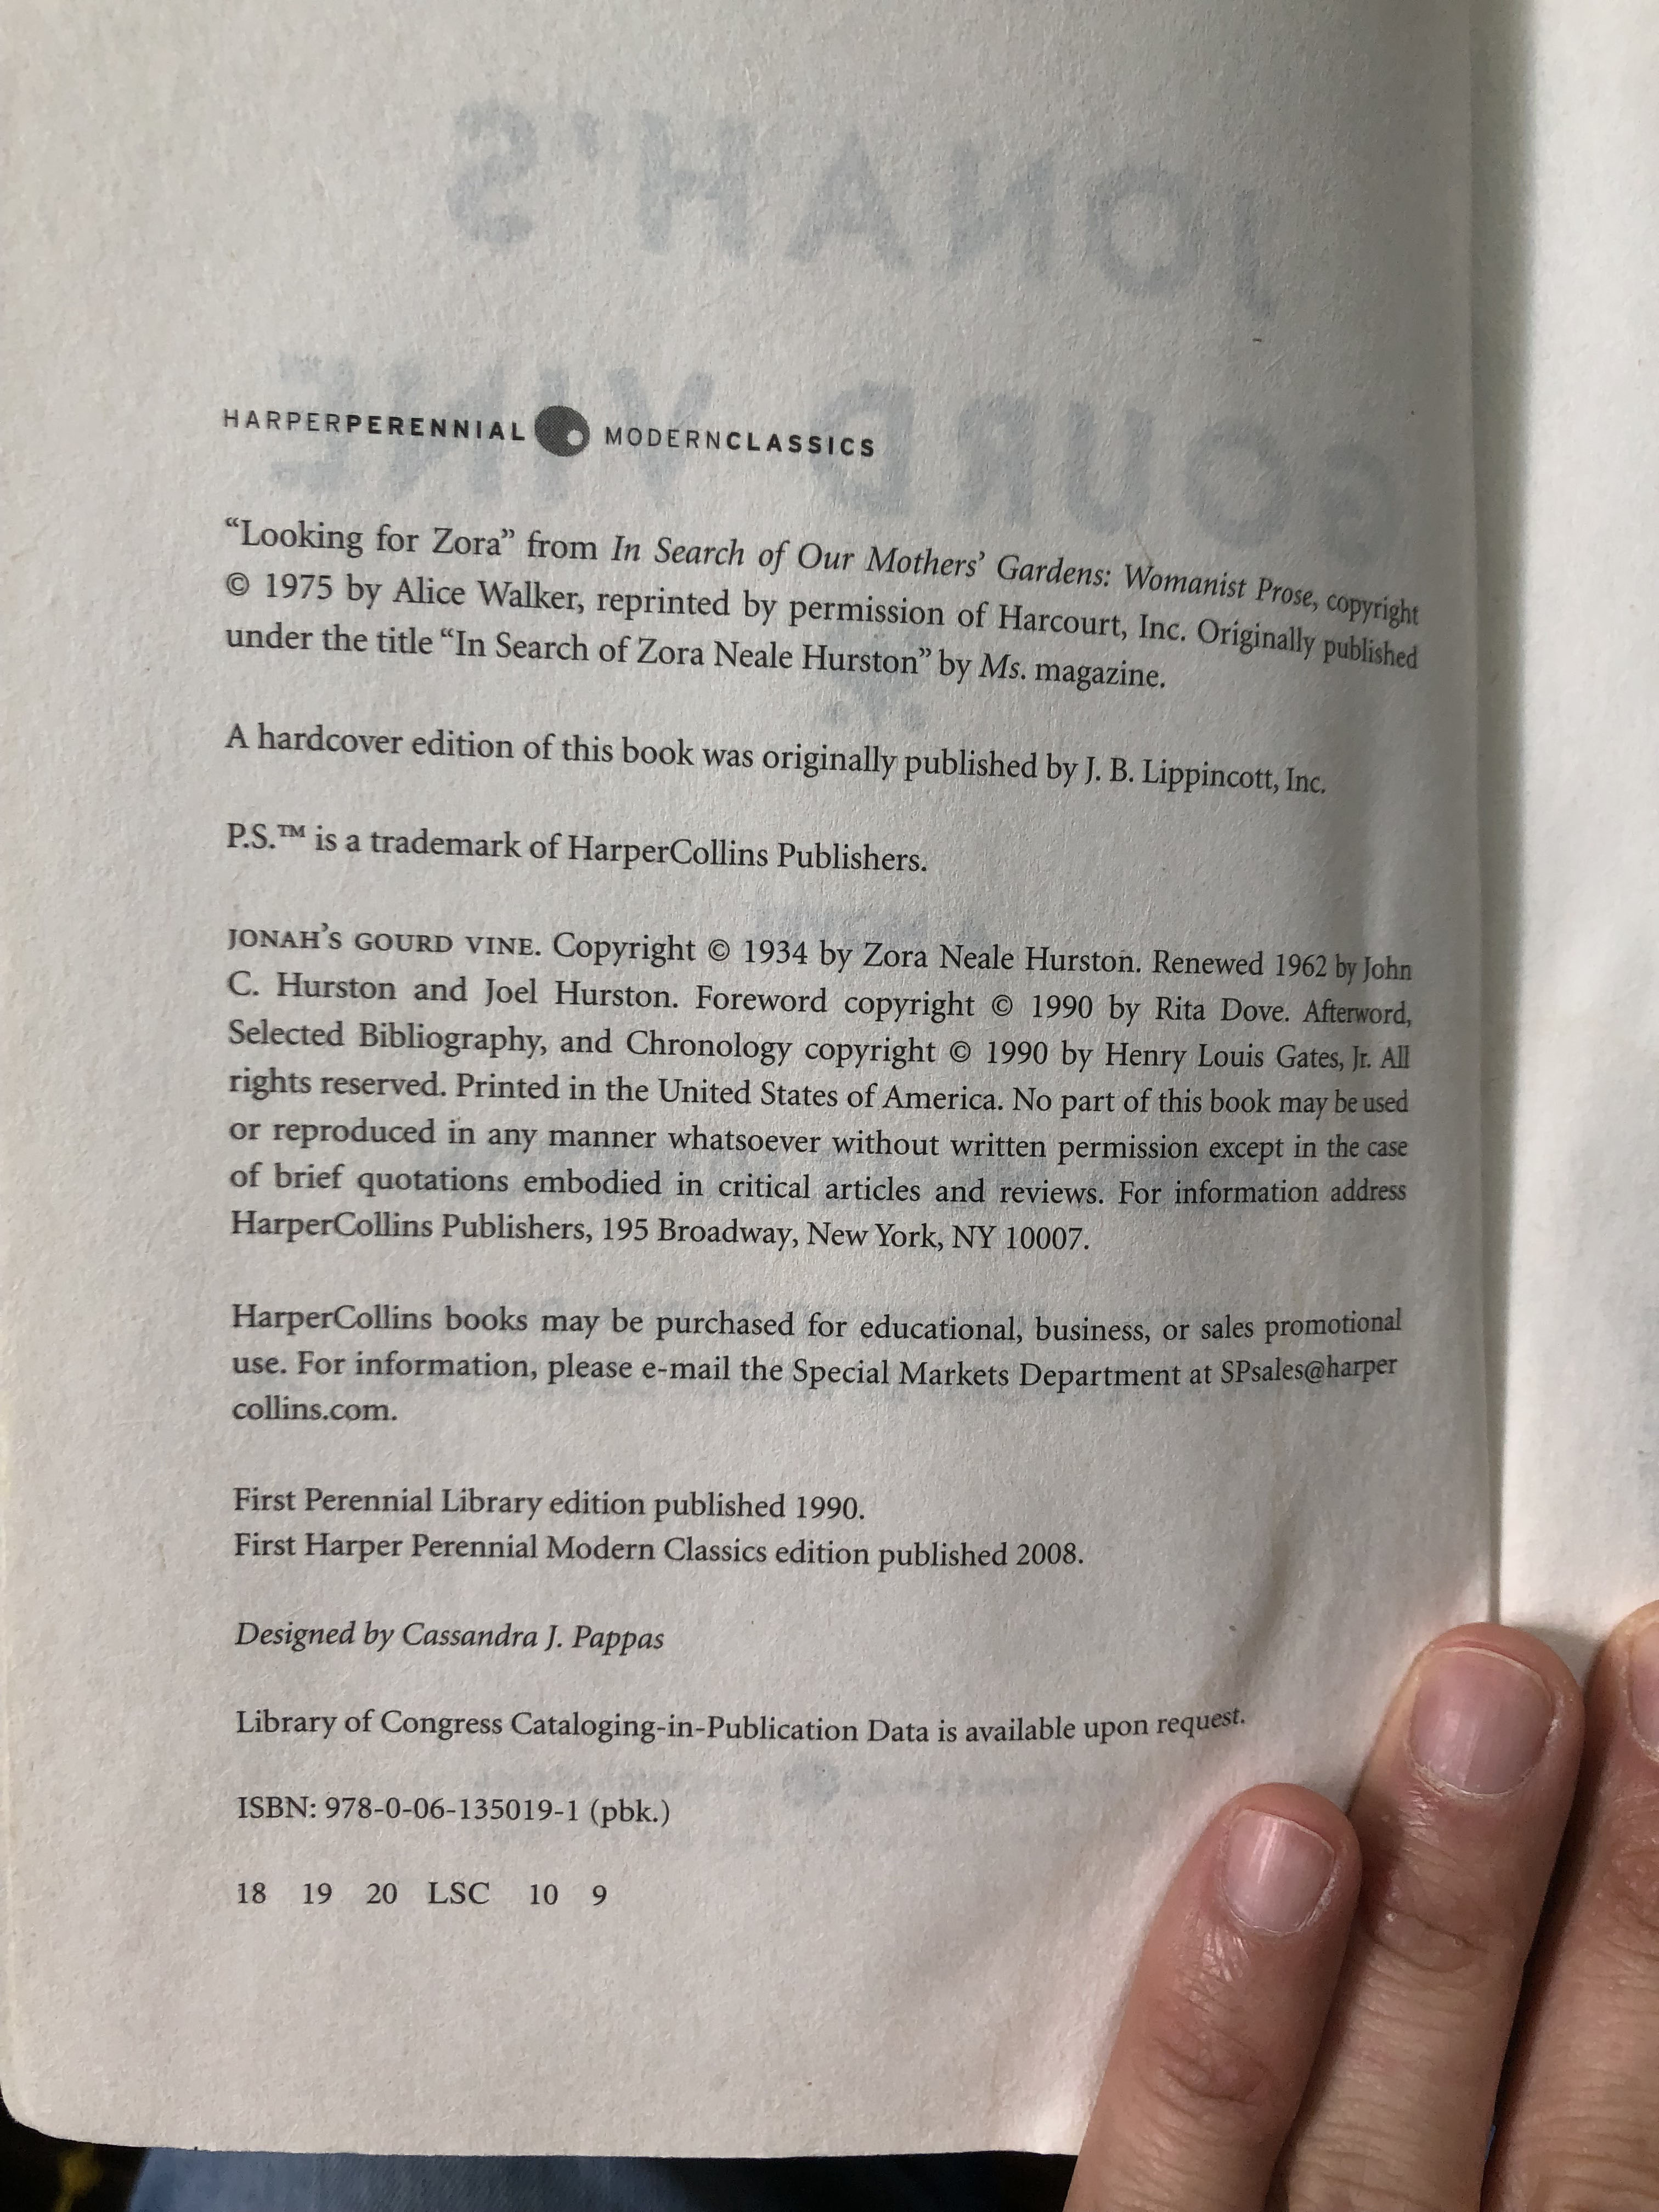 JONAH'S
GOURD VINE
HARPERPERENNIAL MODERNCLASSICS
“Looking for Zora” from In Search of Our Mothers’ Gardens: Womanist Prose, copyright
© 1975 by Alice Walker, reprinted by permission of Harcourt, Inc. Originally published
under the title “In Search of Zora Neale Hurston” by Ms. magazine.
A hardcover edition of this book was originally published by J. B. Lippincott, Inc.
P.S.™ is a trademark of HarperCollins Publishers.
JONAH’S GOURD VINE. Copyright © 1934 by Zora Neale Hurston. Renewed 1962 by John
C. Hurston and Joel Hurston. Foreword copyright © 1990 by Rita Dove. Afterword,
Selected Bibliography, and Chronology copyright © 1990 by Henry Louis Gates, Jr. All
rights reserved. Printed in the United States of America. No part of this book may be used
or reproduced in any manner whatsoever without written permission except in the case
of brief quotations embodied in critical articles and reviews. For information address
HarperCollins Publishers, 195 Broadway, New York, NY 10007.
HarperCollins books may be purchased for educational, business, or sales promotional
use. For information, please e-mail the Special Markets Department at SPsales@harper
collins.com.
First Perennial Library edition published 1990.
First Harper Perennial Modern Classics edition published 2008.
Designed by Cassandra J. Pappas
Library of Congress Cataloging-in-Publication Data is available upon request.
ISBN: 978-0-06-135019-1 (pbk.)
18 19 20 LSC 10 9